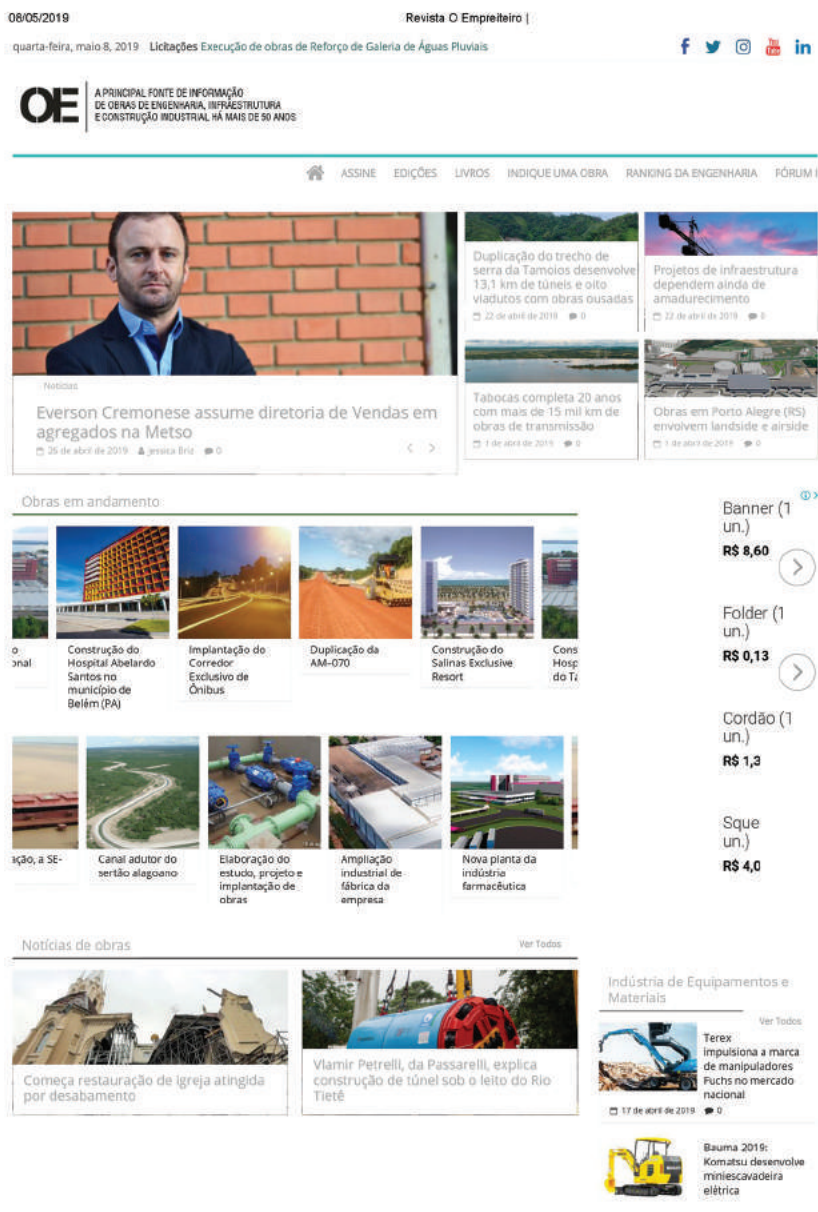 08/05/2019
Revista O Empreiteiro |
quarta-feira, maio 8, 2019 Licitações Execução de obras de Reforço de Galeria de Águas Pluviais
OE
A PRINCIPAL FONTE DE INFORMAÇÃO
DE OBRAS DE ENGENHARIA, INFRAESTRUTURA
E CONSTRUÇÃO INDUSTRIAL HÁ MAIS DE 50 ANOS
ASSINE EDIÇÕES LIVROS INDIQUE UMA OBRA RANKING DA ENGENHARIA FÓRUM I
Notícias
Everson Cremonese assume diretoria de Vendas em
agregados na Metso
26 de abril de 2019 jessica Briz 0
Duplicação do trecho de
serra da Tamoios desenvolve
13,1 km de túneis e oito
viadutos com obras ousadas
22 de abril de 2019 0
Projetos de infraestrutura
dependem ainda de
amadurecimento
22 de abril de 2019 0
Tabocas completa 20 anos
com mais de 15 mil km de
obras de transmissão
1 de abril de 2019 0
Obras em Porto Alegre (RS)
envolvem landside e airside
1 de abril de 2019 0
Obras em andamento
o
onal
Construção do
Hospital Abelardo
Santos no
município de
Belém (PA)
Implantação do
Corredor
Exclusivo de
Ônibus
Duplicação da
AM-070
Construção do
Salinas Exclusive
Resort
Cons
Hosp
do Ta
ação, a SE-
Canal adutor do
sertão alagoano
Elaboração do
estudo, projeto e
implantação de
obras
Ampliação
industrial de
fábrica da
empresa
Nova planta da
indústria
farmacêutica
Banner (1
un.)
R$ 8,60
Folder (1
un.)
R$ 0,13
Cordão (1
un.)
R$ 1,3
Sque
un.)
R$ 4,0
Notícias de obras
Ver Todos
Começa restauração de igreja atingida
por desabamento
Vlamir Petrelli, da Passarelli, explica
construção de túnel sob o leito do Rio
Tietê
Indústria de Equipamentos e
Materiais
Ver Todos
Terex
impulsiona a marca
de manipuladores
Fuchs no mercado
nacional
17 de abril de 2019 0
Bauma 2019:
Komatsu desenvolve
miniescavadeira
elétrica